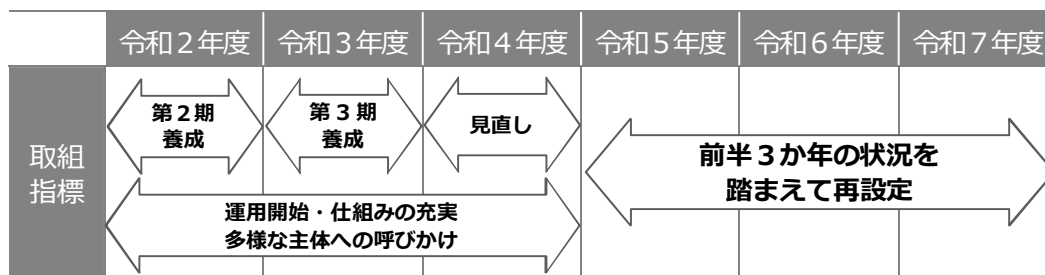 令和２年度 令和３年度 令和４年度 令和５年度 令和６年度 令和７年度
取組
指標
第２期
養成
第３期
養成
見直し
運用開始・仕組みの充実
多様な主体への呼びかけ
前半３か年の状況を
踏まえて再設定